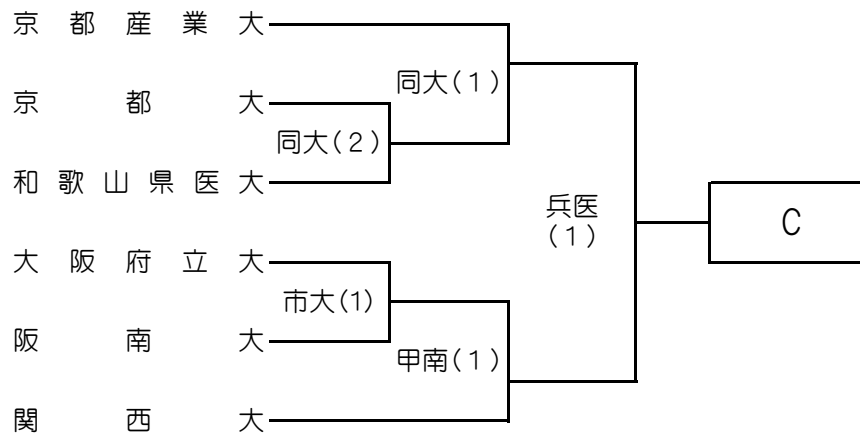 京都産業大
同大(１)
京都大
同大(２)
和歌山県医大
兵医
(１)
C
大阪府立大
市大(1)
阪南大
甲南(１)
関西大